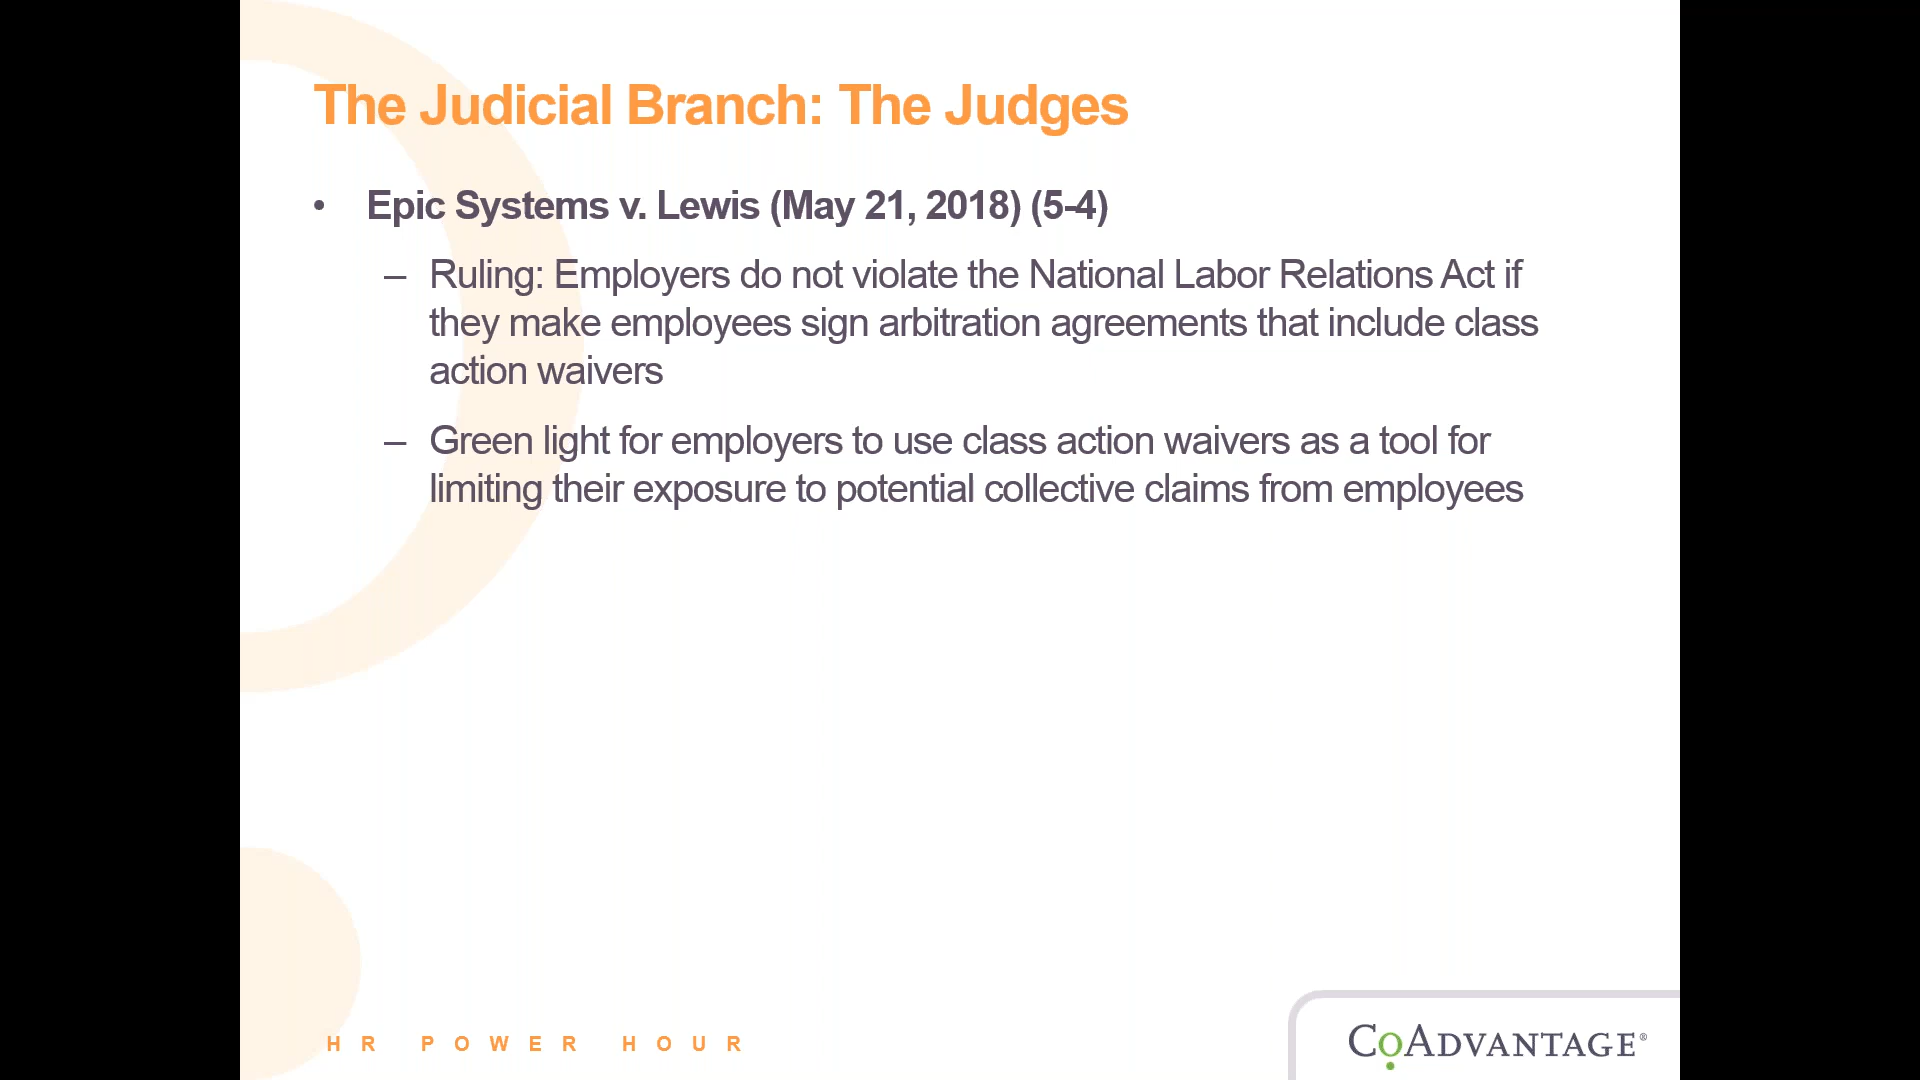 The Judicial Branch: The Judges
• Epic Systems v. Lewis (May 21, 2018) (5-4)
– Ruling: Employers do not violate the National Labor Relations Act if
they make employees sign arbitration agreements that include class
action waivers
– Green light for employers to use class action waivers as a tool for
limiting their exposure to potential collective claims from employees
HR POWER HOUR
CoAdvantage®